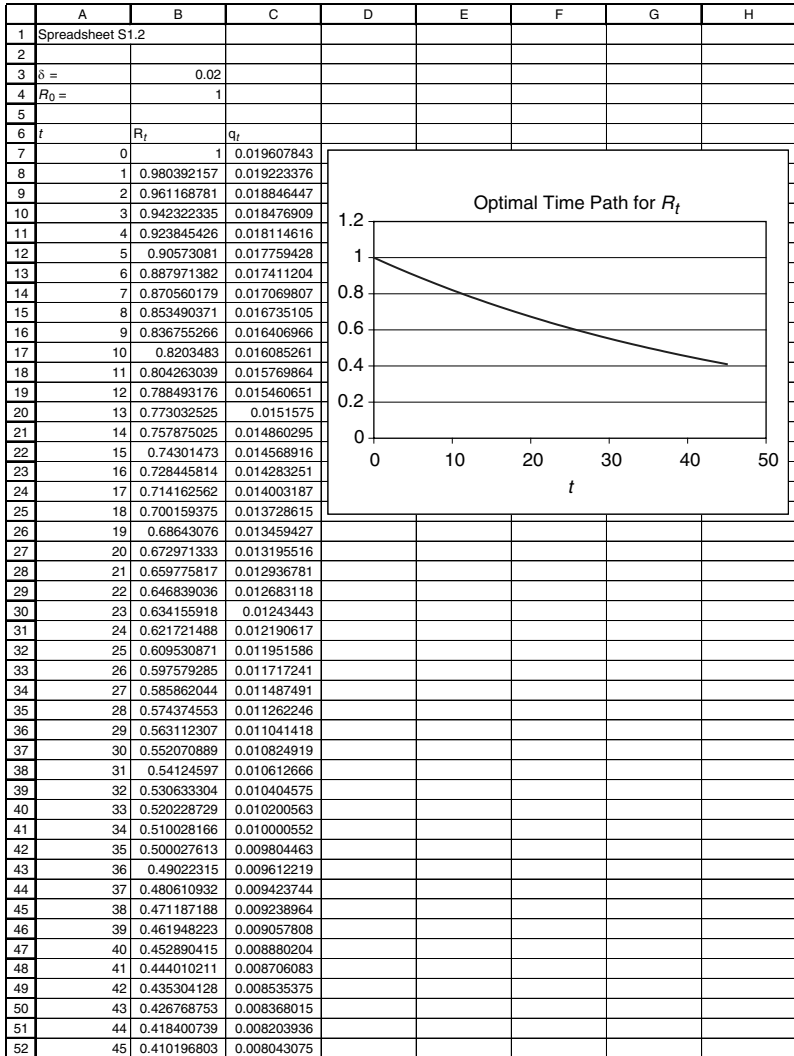 A B C D E F G H
1 Spreadsheet S1.2
2
3 δ = 0.02
4 R0 = 1
5
6 t Rt qt
7 0 1 0.019607843
8 1 0.980392157 0.019223376
9 2 0.961168781 0.018846447
10 3 0.942322335 0.018476909
11 4 0.923845426 0.018114616
12 5 0.90573081 0.017759428
13 6 0.887971382 0.017411204
14 7 0.870560179 0.017069807
15 8 0.853490371 0.016735105
16 9 0.836755266 0.016406966
17 10 0.8203483 0.016085261
18 11 0.804263039 0.015769864
19 12 0.788493176 0.015460651
20 13 0.773032525 0.0151575
21 14 0.757875025 0.014860295
22 15 0.74301473 0.014568916
23 16 0.728445814 0.014283251
24 17 0.714162562 0.014003187
25 18 0.700159375 0.013728615
26 19 0.68643076 0.013459427
27 20 0.672971333 0.013195516
28 21 0.659775817 0.012936781
29 22 0.646839036 0.012683118
30 23 0.634155918 0.01243443
31 24 0.621721488 0.012190617
32 25 0.609530871 0.011951586
33 26 0.597579285 0.011717241
34 27 0.585862044 0.011487491
35 28 0.574374553 0.011262246
36 29 0.563112307 0.011041418
37 30 0.552070889 0.010824919
38 31 0.54124597 0.010612666
39 32 0.530633304 0.010404575
40 33 0.520228729 0.010200563
41 34 0.510028166 0.010000552
42 35 0.500027613 0.009804463
43 36 0.49022315 0.009612219
44 37 0.480610932 0.009423744
45 38 0.471187188 0.009238964
46 39 0.461948223 0.009057808
47 40 0.452890415 0.008880204
48 41 0.444010211 0.008706083
49 42 0.435304128 0.008535375
50 43 0.426768753 0.008368015
51 44 0.418400739 0.008203936
52 45 0.410196803 0.008043075
Optimal Time Path for Rt
1.2
1
0.8
0.6
0.4
0.2
0
0 10 20 30 40 50
t